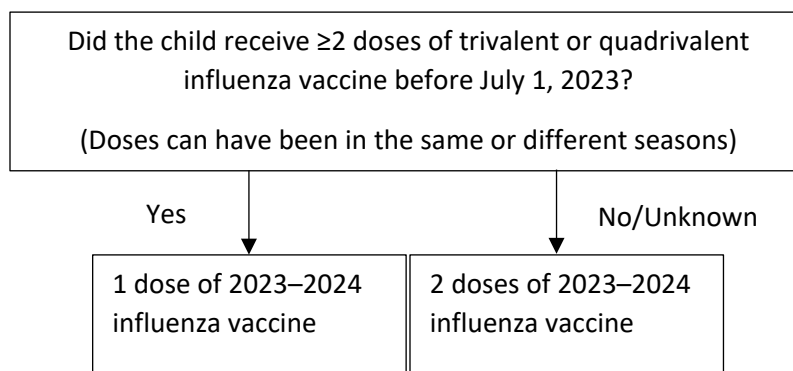 Did the child receive ≥2 doses of trivalent or quadrivalent
influenza vaccine before July 1, 2023?
(Doses can have been in the same or different seasons)
Yes
No/Unknown
1 dose of 2023–2024
influenza vaccine
2 doses of 2023–2024
influenza vaccine